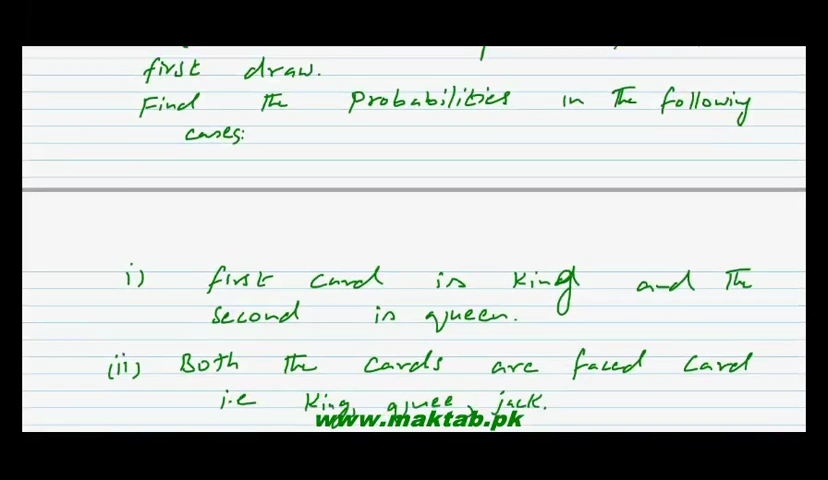 first draw.
Find the Probabilities in the following
cases:
i) first card is king and the
second is queen.
(ii) Both the cards are faced card
i.e King, quee, jack.
www.maktab.pk